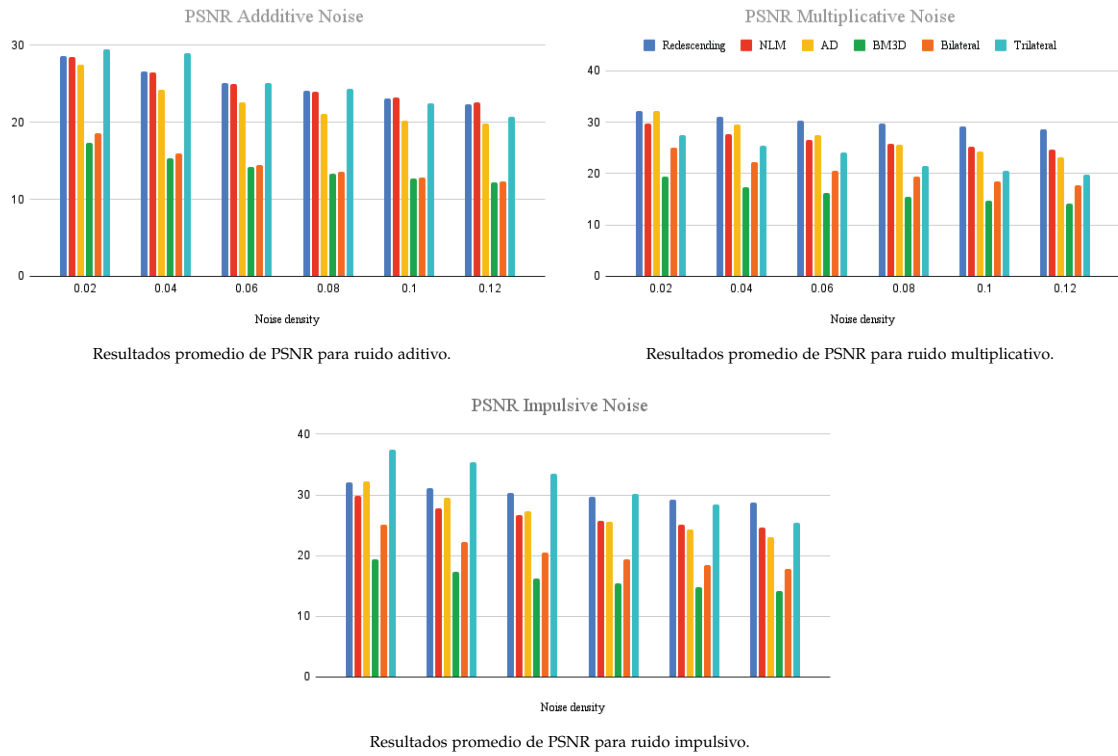 PSNR Addditive Noise
30
20
10
0
0.02 0.04 0.06 0.08 0.1 0.12
Noise density
Resultados promedio de PSNR para ruido aditivo.
PSNR Multiplicative Noise
Redescending NLM AD BM3D Bilateral Trilateral
40
30
20
10
0
0.02 0.04 0.06 0.08 0.1 0.12
Noise density
Resultados promedio de PSNR para ruido multiplicativo.
PSNR Impulsive Noise
40
30
20
10
0
Noise density
Resultados promedio de PSNR para ruido impulsivo.